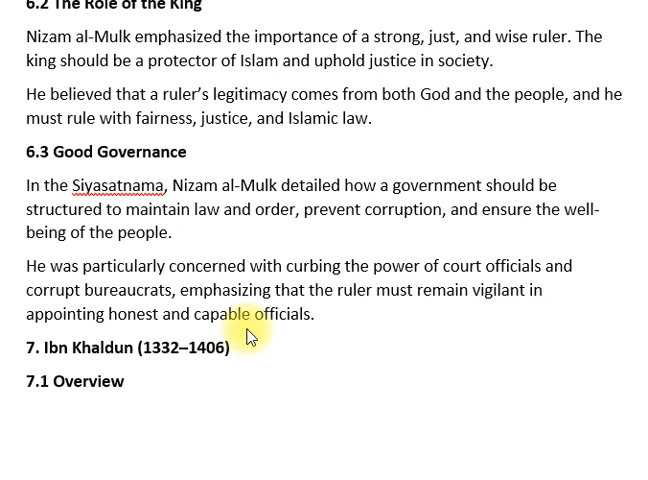 6.2 The Role of the King
Nizam al-Mulk emphasized the importance of a strong, just, and wise ruler. The
king should be a protector of Islam and uphold justice in society.
He believed that a ruler’s legitimacy comes from both God and the people, and he
must rule with fairness, justice, and Islamic law.
6.3 Good Governance
In the Siyasatnama, Nizam al-Mulk detailed how a government should be
structured to maintain law and order, prevent corruption, and ensure the well-
being of the people.
He was particularly concerned with curbing the power of court officials and
corrupt bureaucrats, emphasizing that the ruler must remain vigilant in
appointing honest and capable officials.
7. Ibn Khaldun (1332–1406)
7.1 Overview